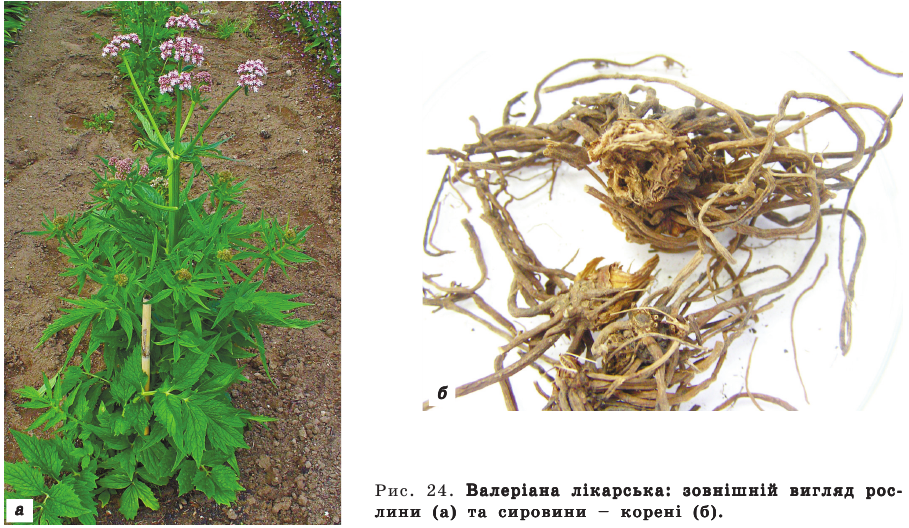 а
б
Рис. 24. Валеріана лікарська: зовнішній вигляд рос-
лини (а) та сировини – корені (б).